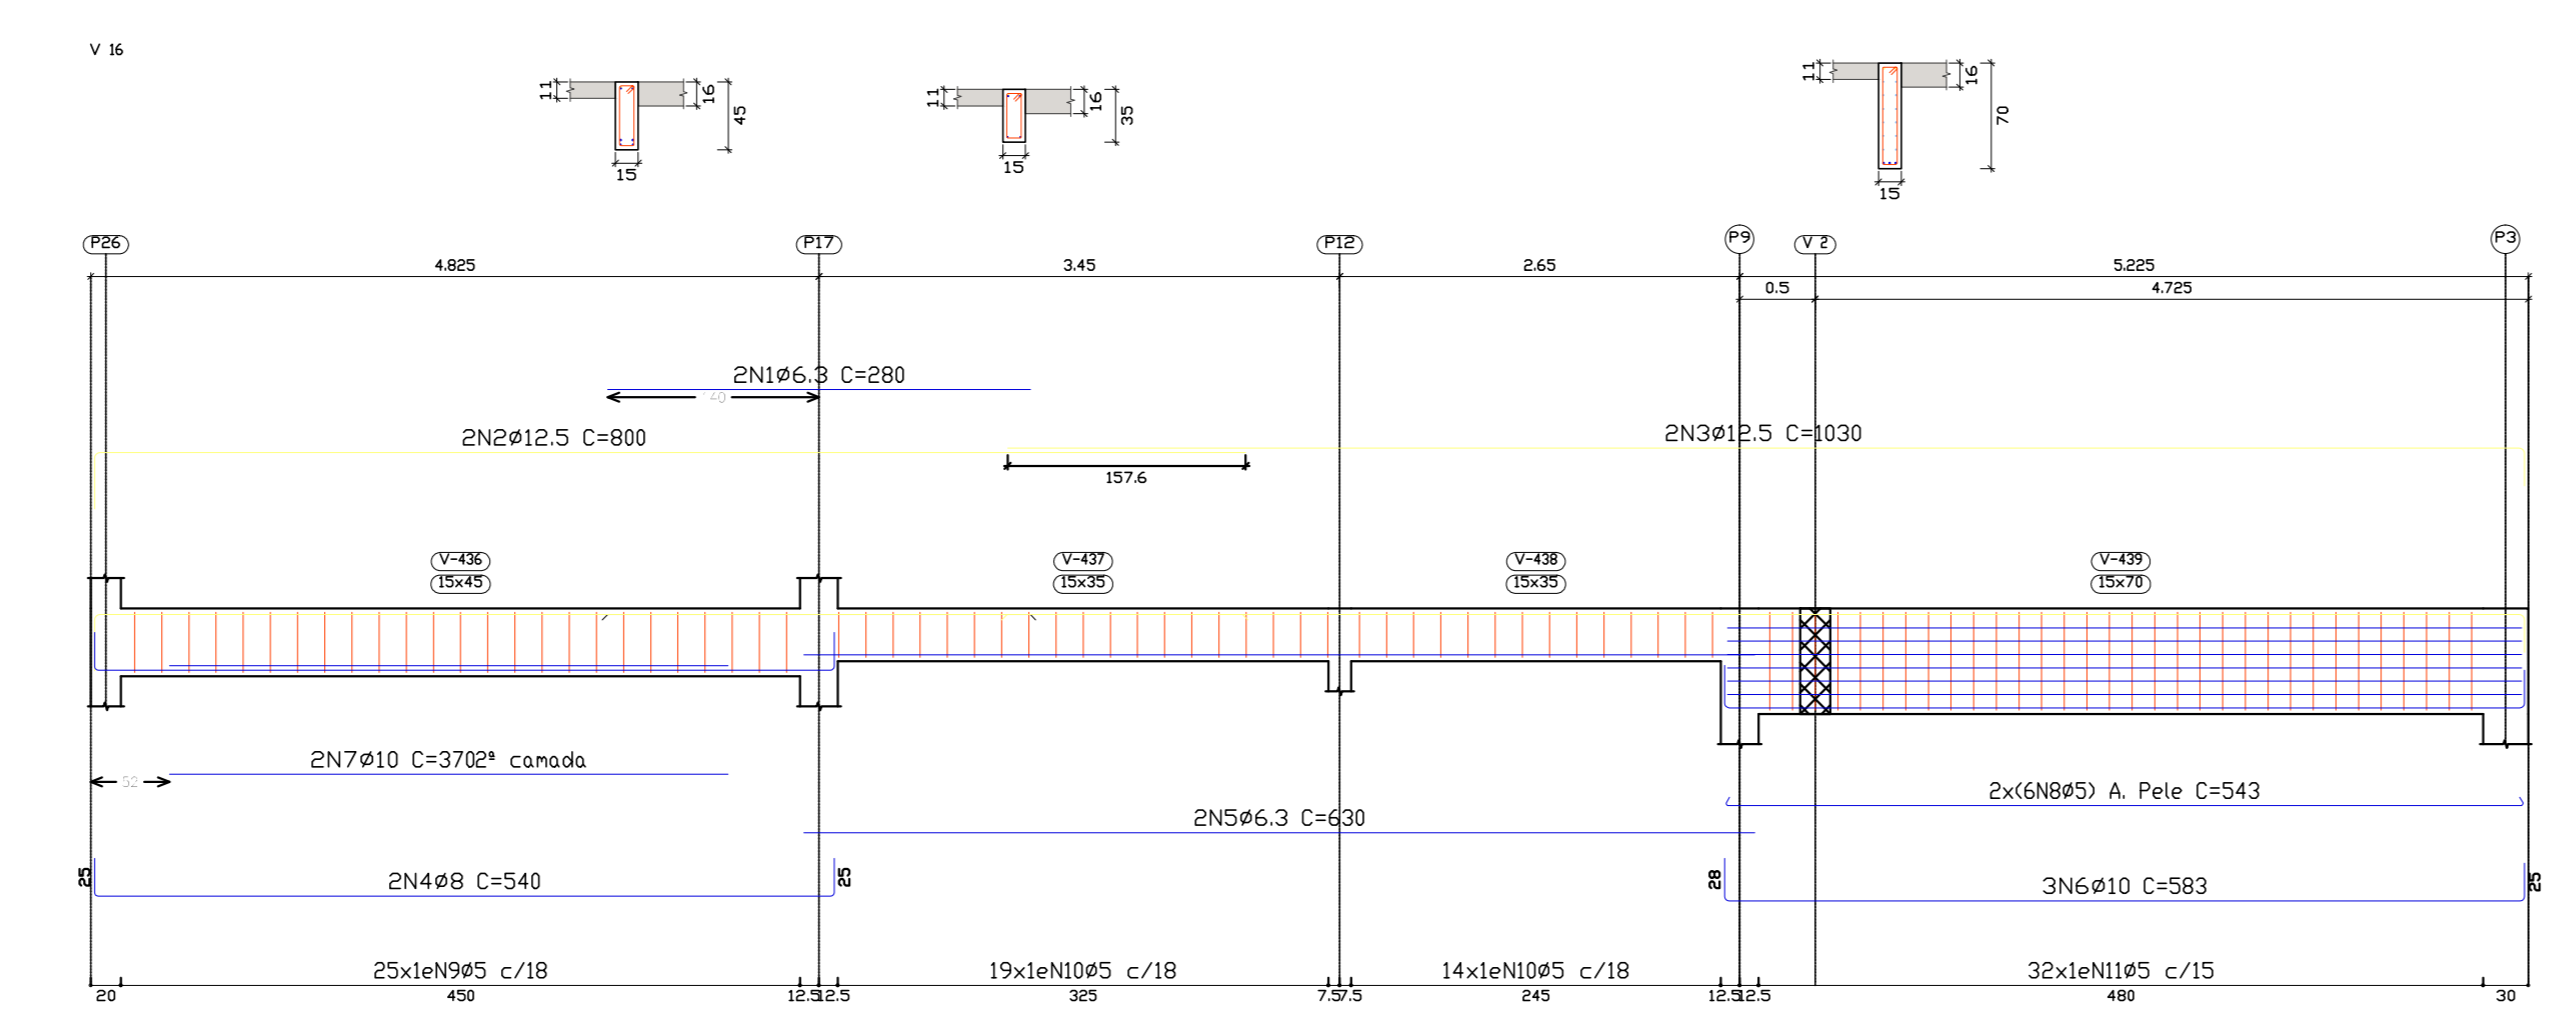 V 16
11
16
45
15
11
16
35
15
11
16
70
15
P26
P17
P12
P9
V 2
P3
4.825
3.45
2.65
5.225
0.5
4.725
2N1ø6.3 C=280
140
2N2ø12.5 C=800
2N3ø12.5 C=1030
157.6
V-436
V-437
V-438
V-439
15x45
15x35
15x35
15x70
2N7ø10 C=3702ª camada
52
2x(6N8ø5) A. Pele C=543
2N5ø6.3 C=630
25
2N4ø8 C=540
25
28
3N6ø10 C=583
25
25x1eN9ø5 c/18
19x1eN10ø5 c/18
14x1eN10ø5 c/18
32x1eN11ø5 c/15
20
450
12.5
12.5
325
7.5
7.5
245
12.5
12.5
480
30